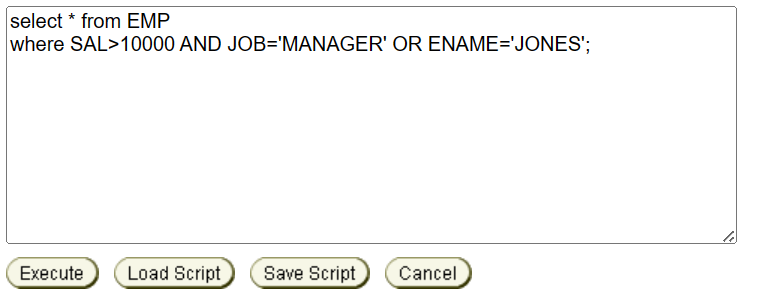 select * from EMP
where SAL>10000 AND JOB='MANAGER' OR ENAME='JONES';
Execute Load Script Save Script Cancel